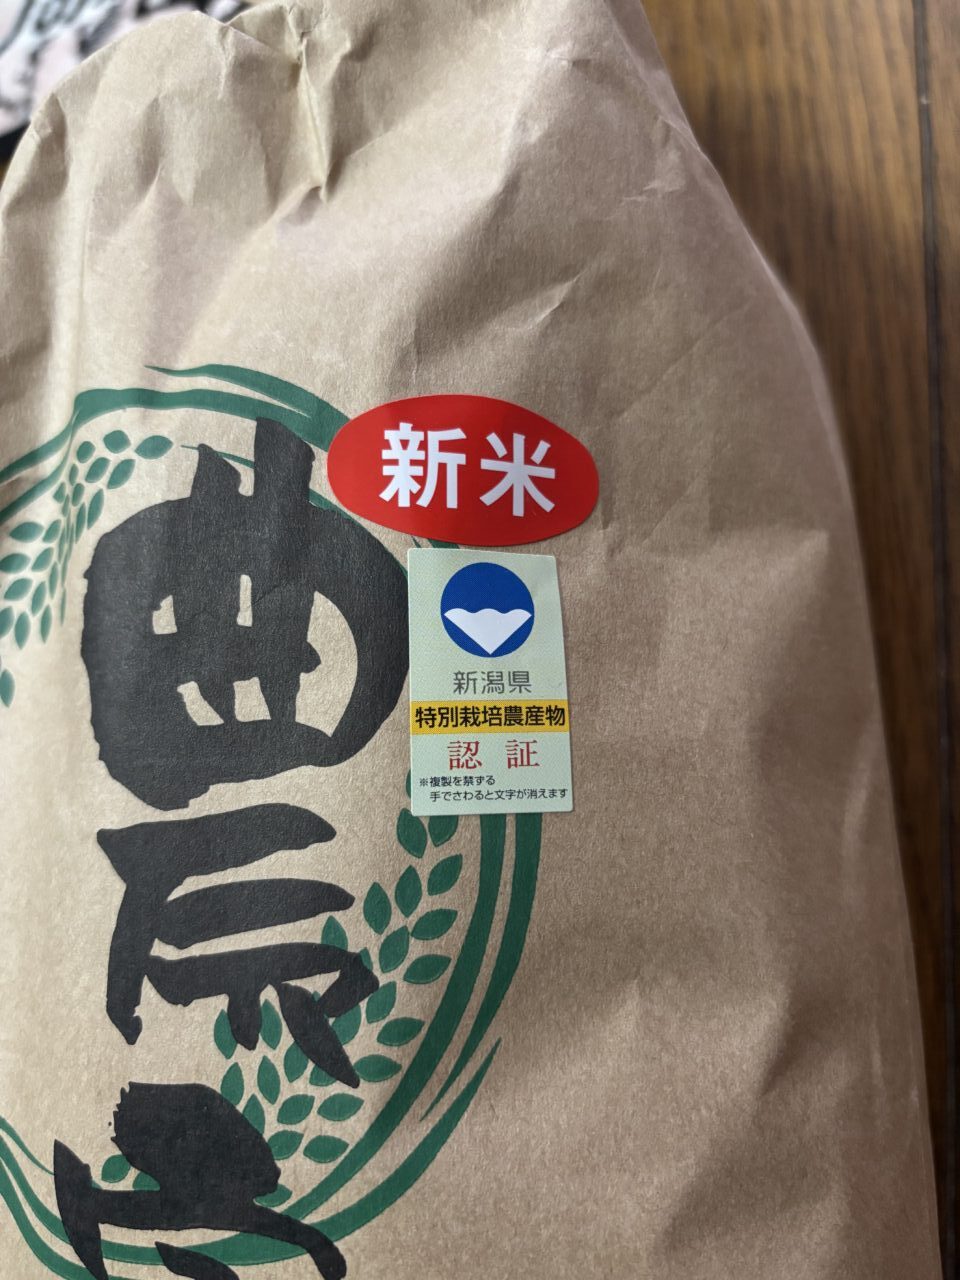 新米
新潟県
特別栽培農産物
認証
※複製を禁ずる
手でさわると文字が消えます
農